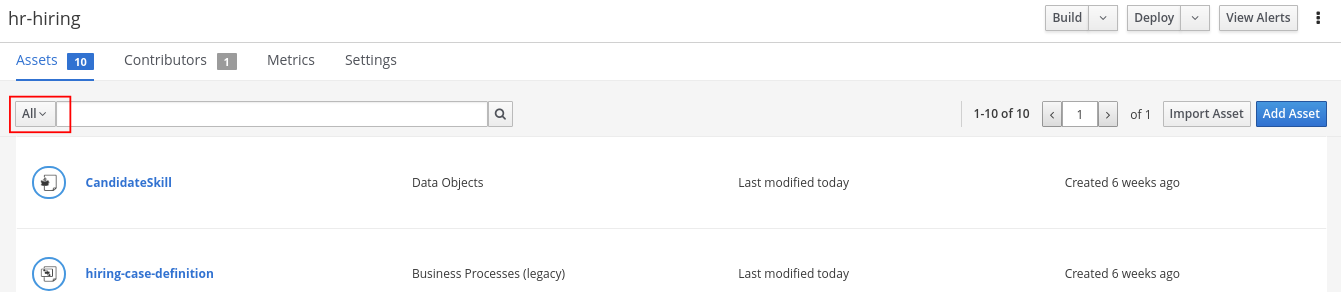 hr-hiring
Build
Deploy
View Alerts
Assets 10 Contributors 1 Metrics Settings
All
1-10 of 10
1
of 1
Import Asset
Add Asset
CandidateSkill Data Objects Last modified today Created 6 weeks ago
hiring-case-definition Business Processes (legacy) Last modified today Created 6 weeks ago